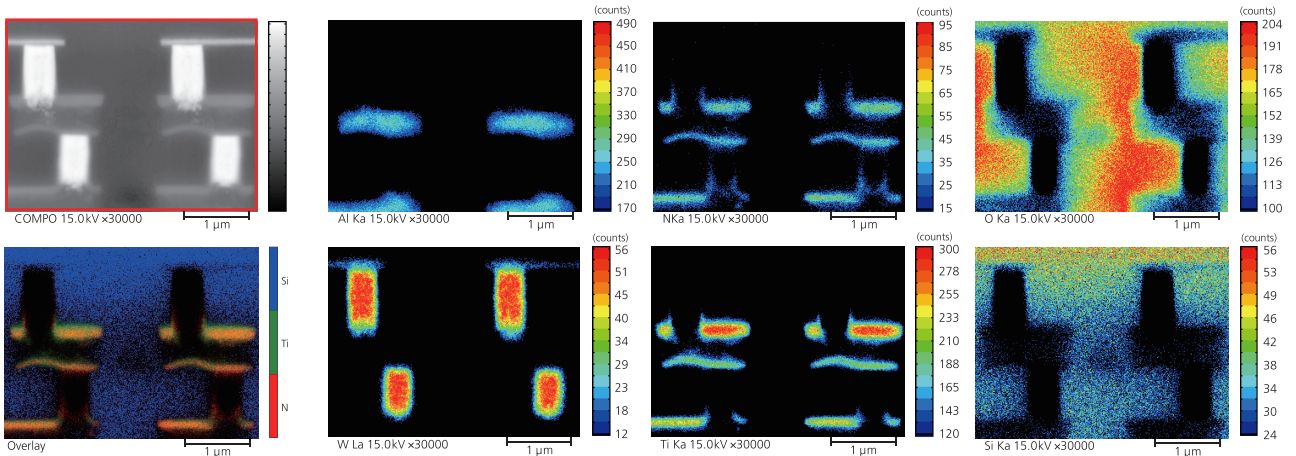 COMPO 15.0kV ×30000
1 μm
(counts)
490
450
410
370
330
290
250
210
170
Al Ka 15.0kV ×30000
1 μm
(counts)
95
85
75
65
55
45
35
25
15
NKa 15.0kV ×30000
1 μm
(counts)
204
191
178
165
152
139
126
113
100
O Ka 15.0kV ×30000
1 μm
Si
Ti
N
Overlay
1 μm
(counts)
56
51
45
40
34
29
23
18
12
W La 15.0kV ×30000
1 μm
(counts)
300
278
255
233
210
188
165
143
120
Ti Ka 15.0kV ×30000
1 μm
(counts)
56
53
49
46
42
38
34
28
24
Si Ka 15.0kV ×30000
1 μm